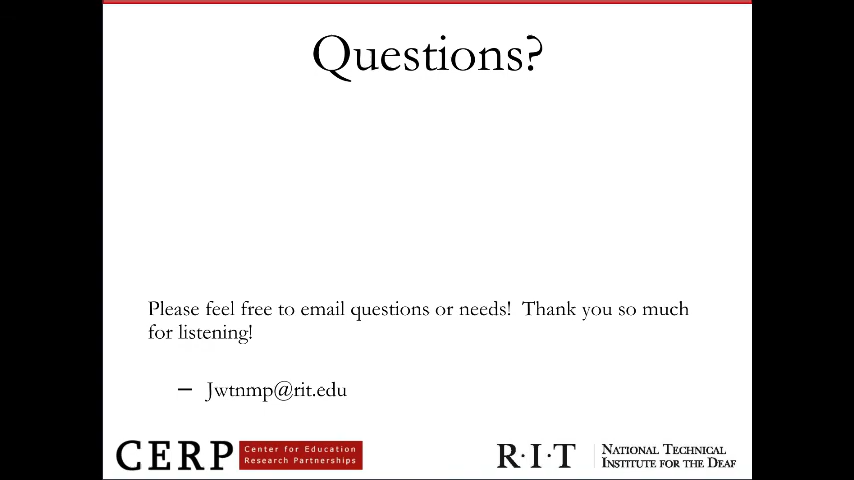 Questions?
Please feel free to email questions or needs!  Thank you so much
for listening!
– Jwtnmp@rit.edu
CERP Center for Education
Research Partnerships
R·I·T NATIONAL TECHNICAL
INSTITUTE FOR THE DEAF